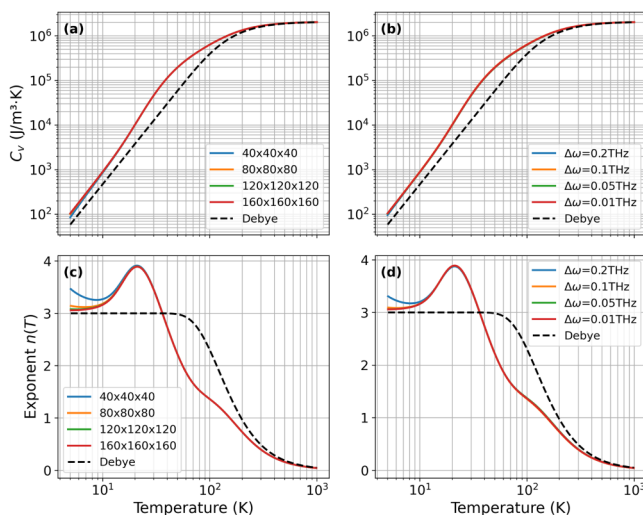 (a)
10⁶
10⁵
10⁴
10³
10²
Cᵥ (J/m³·K)
40x40x40
80x80x80
120x120x120
160x160x160
Debye
(b)
10⁶
10⁵
10⁴
10³
10²
Δω=0.2THz
Δω=0.1THz
Δω=0.05THz
Δω=0.01THz
Debye
(c)
4
3
2
1
0
Exponent n(T)
40x40x40
80x80x80
120x120x120
160x160x160
Debye
10¹
10²
10³
Temperature (K)
(d)
4
3
2
1
0
Δω=0.2THz
Δω=0.1THz
Δω=0.05THz
Δω=0.01THz
Debye
10¹
10²
10³
Temperature (K)